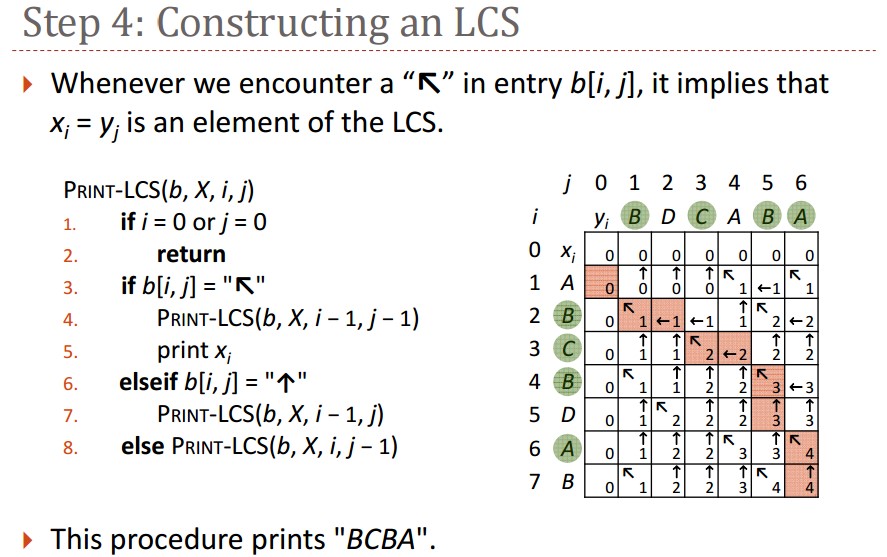 Step 4: Constructing an LCS
Whenever we encounter a “↖” in entry b[i, j], it implies that
xi = yj is an element of the LCS.
PRINT-LCS(b, X, i, j)
1. if i = 0 or j = 0
2. return
3. if b[i, j] = "↖"
4. PRINT-LCS(b, X, i – 1, j – 1)
5. print xi
6. elseif b[i, j] = "↑"
7. PRINT-LCS(b, X, i – 1, j)
8. else PRINT-LCS(b, X, i, j – 1)
j 0 1 2 3 4 5 6
i yi B D C A B A
0 xi 0 0 0 0 0 0 0
1 A 0 ↑0 ↑0 ↑0 ↖1 ←1 ↖1
2 B 0 ↖1 ←1 ←1 ↑1 ↖2 ←2
3 C 0 ↑1 ↑1 ↖2 ←2 ↑2 ↑2
4 B 0 ↖1 ↑1 ↑2 ↑2 ↖3 ←3
5 D 0 ↑1 ↖2 ↑2 ↑2 ↑3 ↑3
6 A 0 ↑1 ↑2 ↑2 ↖3 ↑3 ↖4
7 B 0 ↖1 ↑2 ↑2 ↑3 ↖4 ↑4
This procedure prints "BCBA".